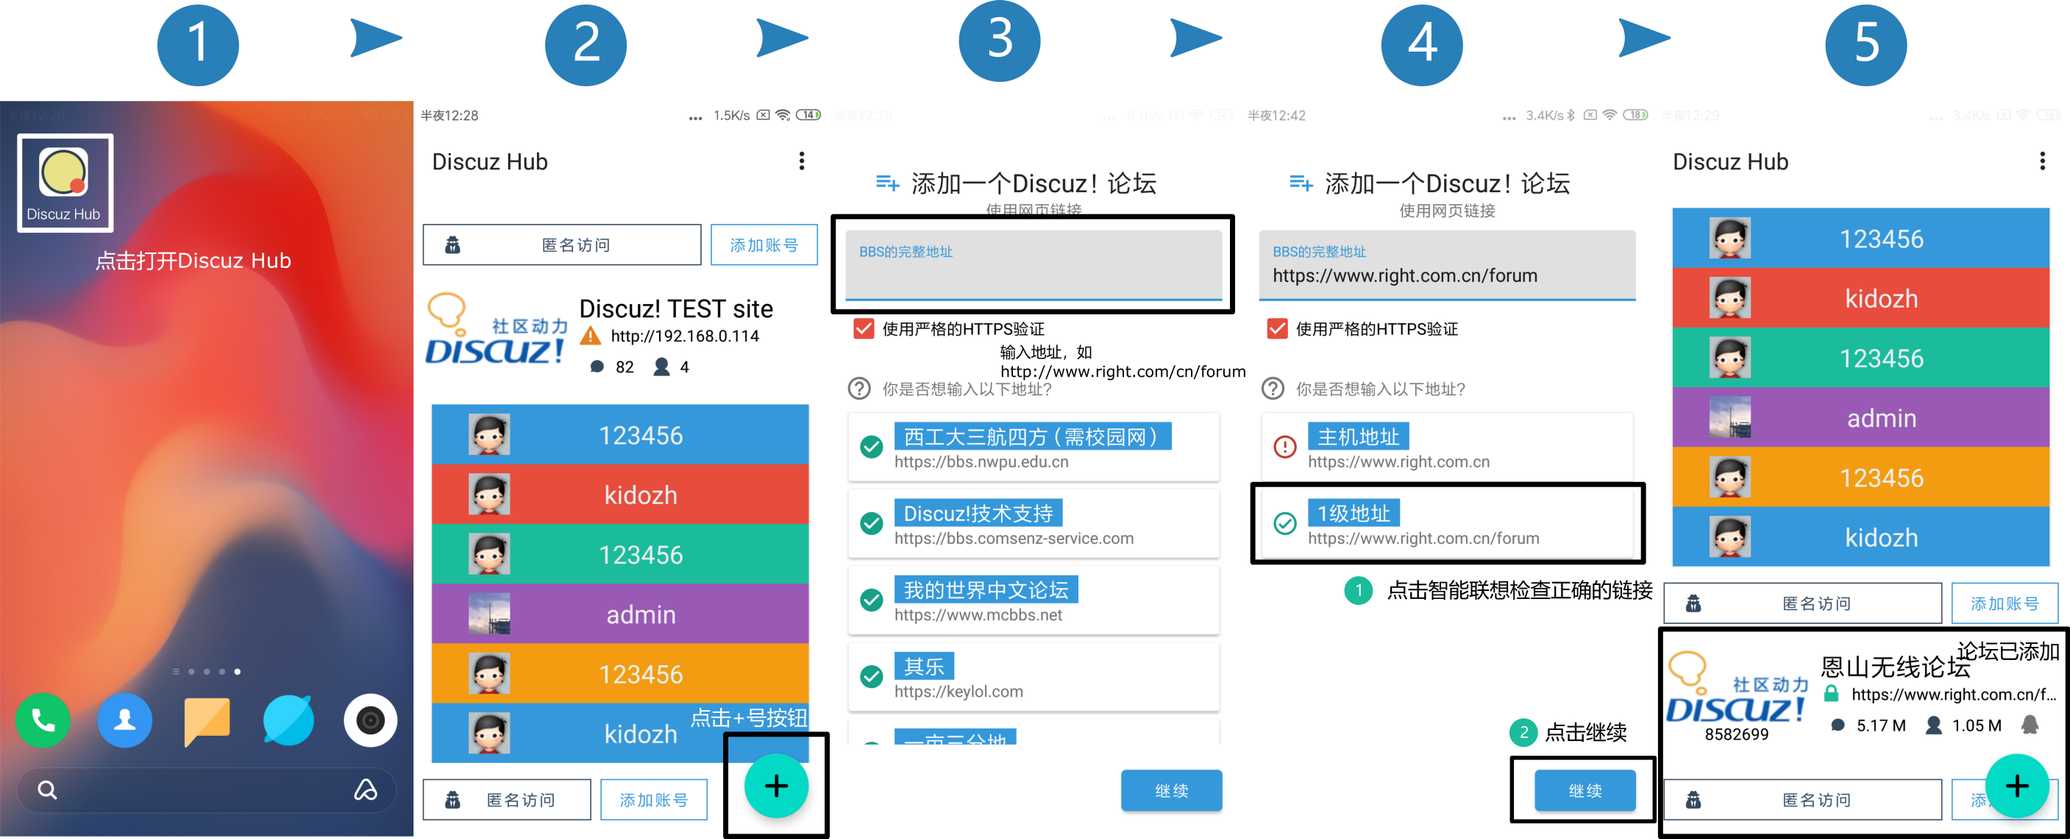 1
2
3
4
5
Discuz Hub
点击打开Discuz Hub
半夜12:28
... 1.5K/s 14
Discuz Hub
匿名访问
添加账号
社区动力
DISCUZ!
Discuz! TEST site
http://192.168.0.114
82 4
123456
kidozh
123456
admin
123456
kidozh
点击+号按钮
匿名访问
添加账号
添加一个Discuz! 论坛
使用网页链接
BBS的完整地址
使用严格的HTTPS验证
输入地址，如
http://www.right.com/cn/forum
你是否想输入以下地址?
西工大三航四方（需校园网）
https://bbs.nwpu.edu.cn
Discuz!技术支持
https://bbs.comsenz-service.com
我的世界中文论坛
https://www.mcbbs.net
其乐
https://keylol.com
一亩三分地
继续
半夜12:42
... 3.4K/s 18
添加一个Discuz! 论坛
使用网页链接
BBS的完整地址
https://www.right.com.cn/forum
使用严格的HTTPS验证
你是否想输入以下地址?
主机地址
https://www.right.com.cn
1级地址
https://www.right.com.cn/forum
1 点击智能联想检查正确的链接
2 点击继续
继续
半夜12:29
... 3.4K/s
Discuz Hub
123456
kidozh
123456
admin
123456
kidozh
匿名访问
添加账号
论坛已添加
恩山无线论坛
社区动力
DISCUZ!
https://www.right.com.cn/f...
5.17 M 1.05 M
8582699
匿名访问
添